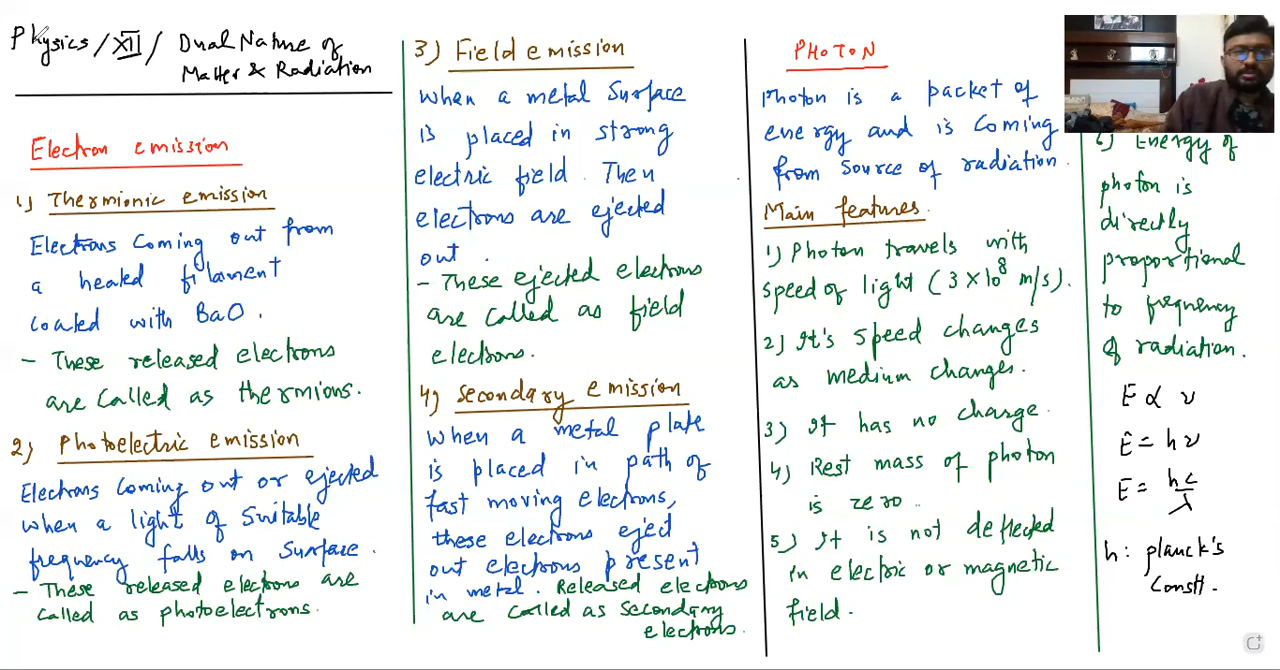 Physics / XII / Dual Nature of
Matter & Radiation
Electron emission
1) Thermionic emission
Electrons coming out from
a heated filament
coated with BaO.
- These released electrons
are called as thermions.
2) Photoelectric emission
Electrons coming out or ejected
when a light of suitable
frequency falls on surface.
- These released electrons are
called as photoelectrons.
3) Field emission
When a metal surface
is placed in strong
electric field. Then
electrons are ejected
out.
- These ejected electrons
are called as field
electrons.
4) Secondary emission
When a metal plate
is placed in path of
fast moving electrons,
these electrons eject
out electrons present
in metal. Released electrons
are called as secondary
electrons.
PHOTON
Photon is a packet of
energy and is coming
from source of radiation.
Main features.
1) Photon travels with
speed of light (3×10⁸ m/s).
2) It's speed changes
as medium changes.
3) It has no charge.
4) Rest mass of photon
is zero.
5) It is not deflected
in electric or magnetic
field.
6) Energy of
photon is
directly
proportional
to frequency
of radiation.
E ∝ ν
E = hν
E = hc/λ
h: planck's
constt.